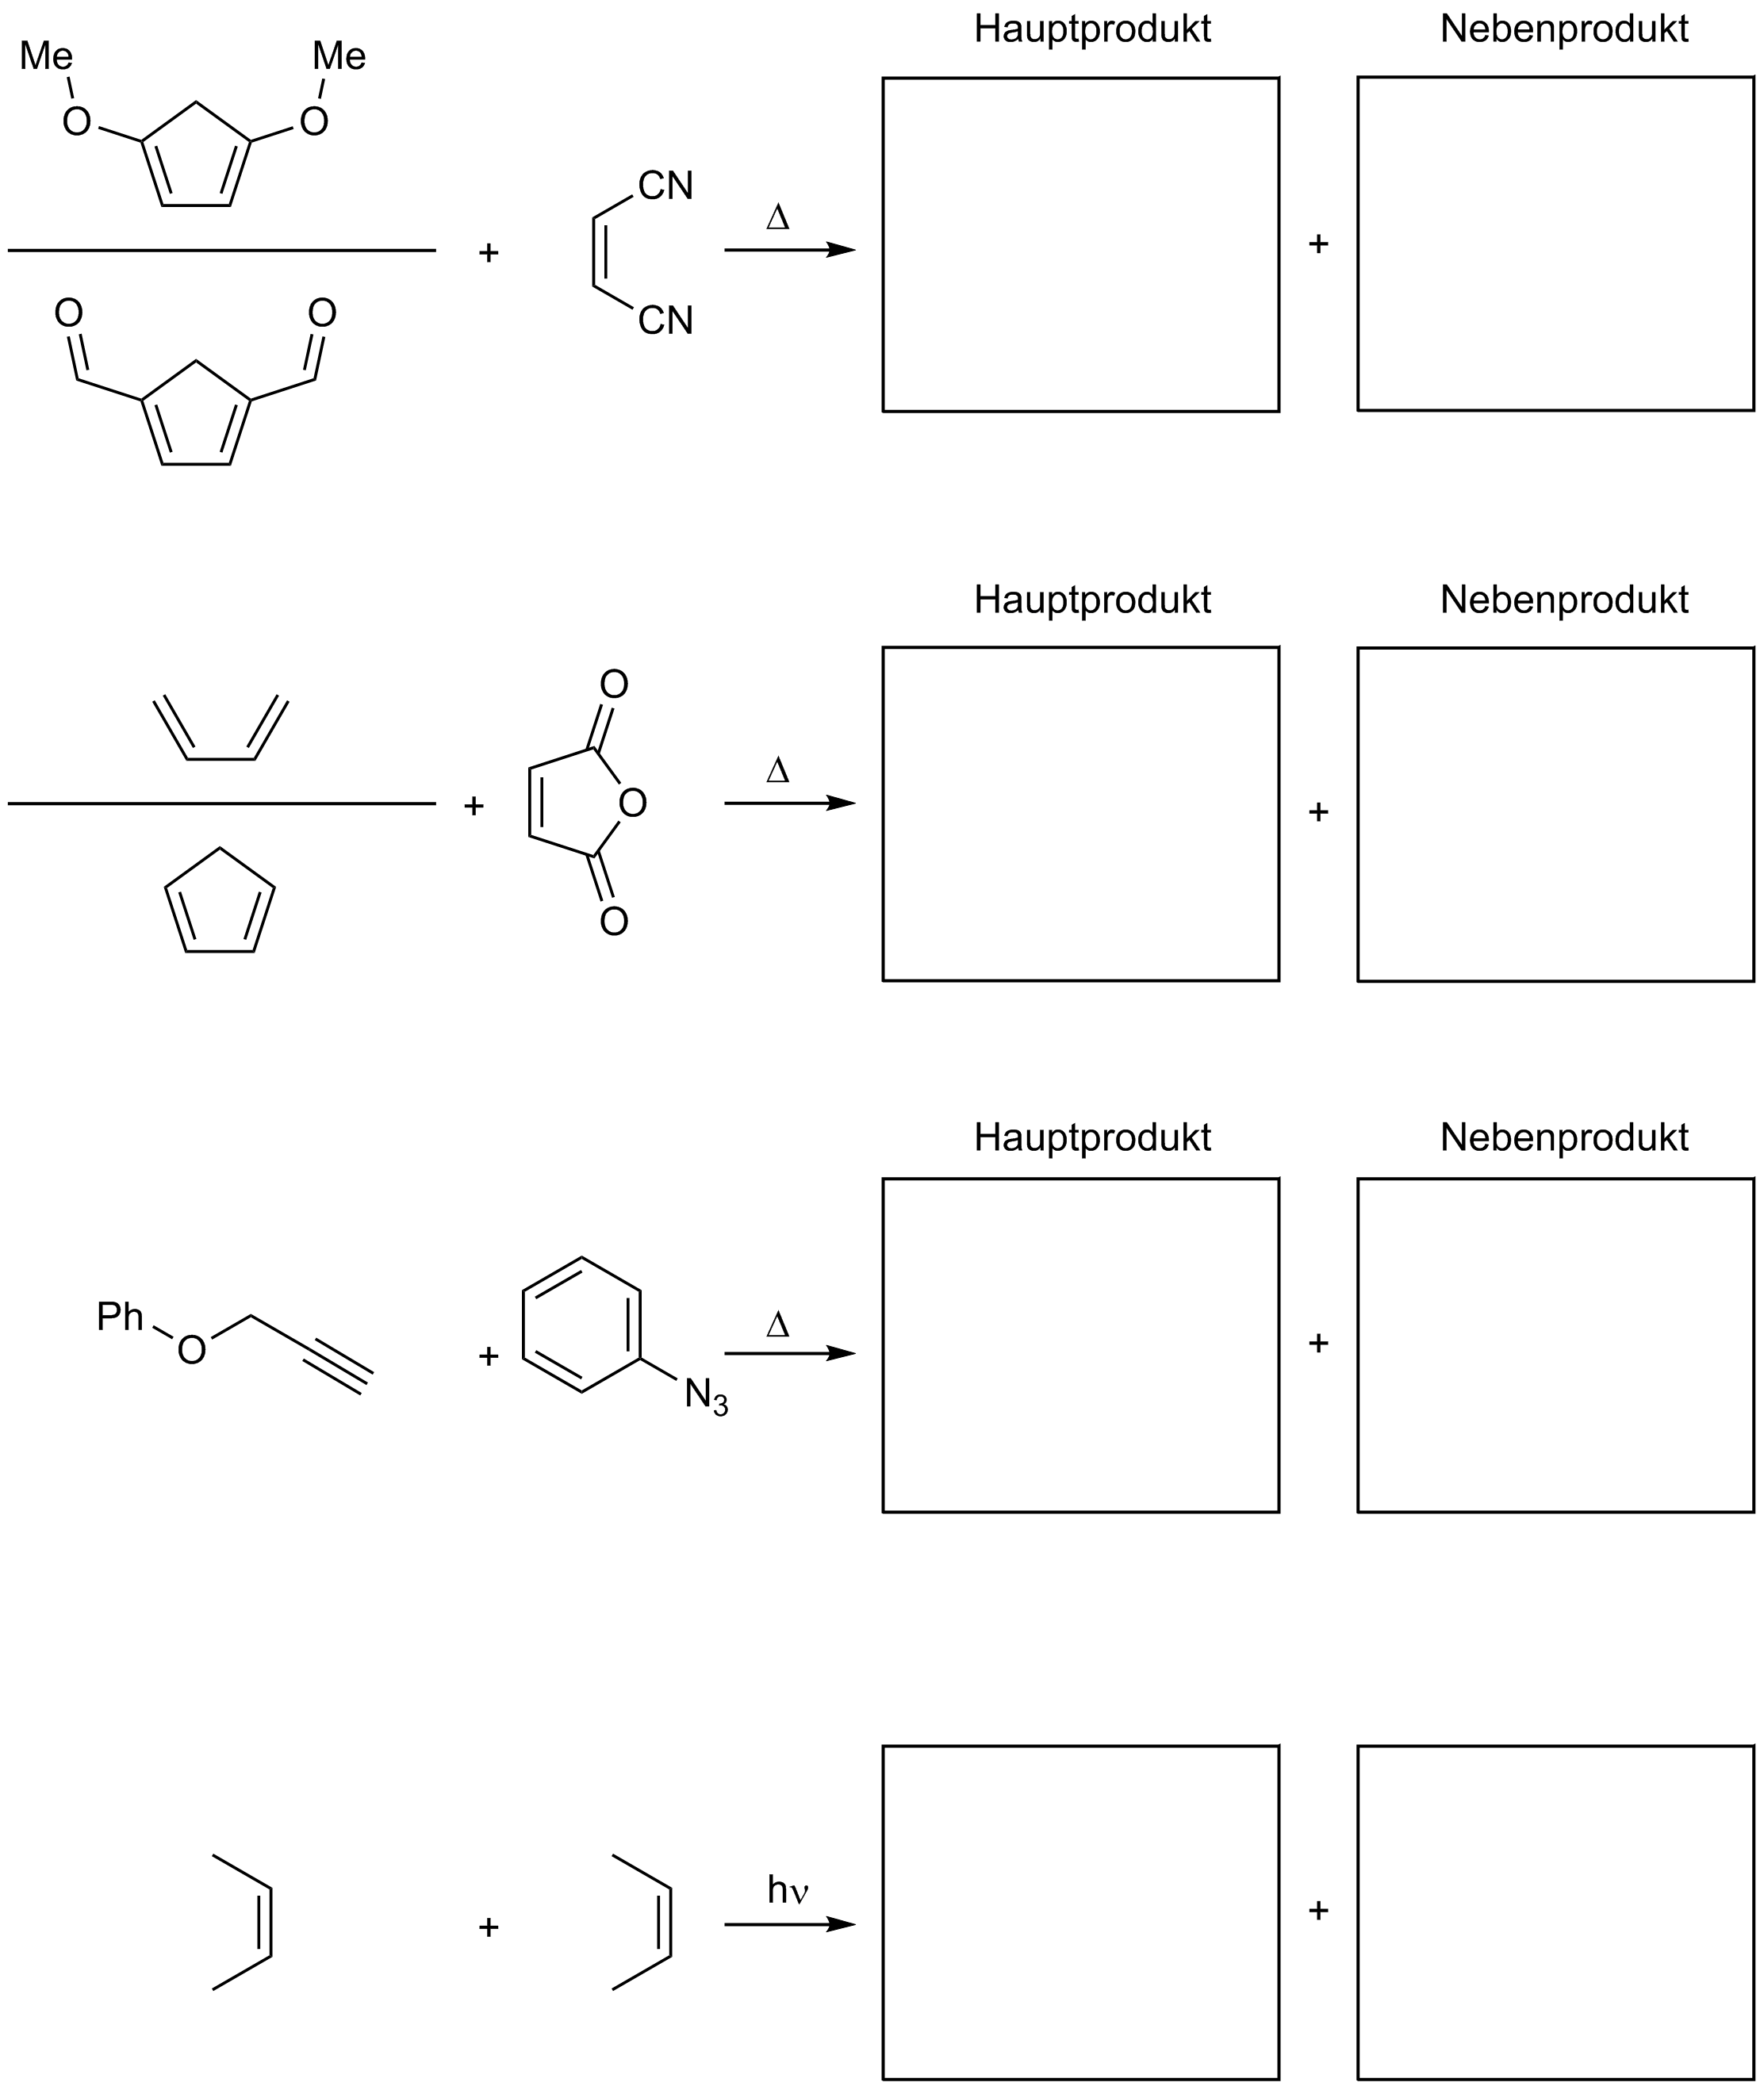 Hauptprodukt Nebenprodukt
Me Me
O O
CN
Δ
+ +
O O
CN
Hauptprodukt Nebenprodukt
O
Δ
+ O +
O
Hauptprodukt Nebenprodukt
Ph
O
Δ
+ +
N3
hν
+ +